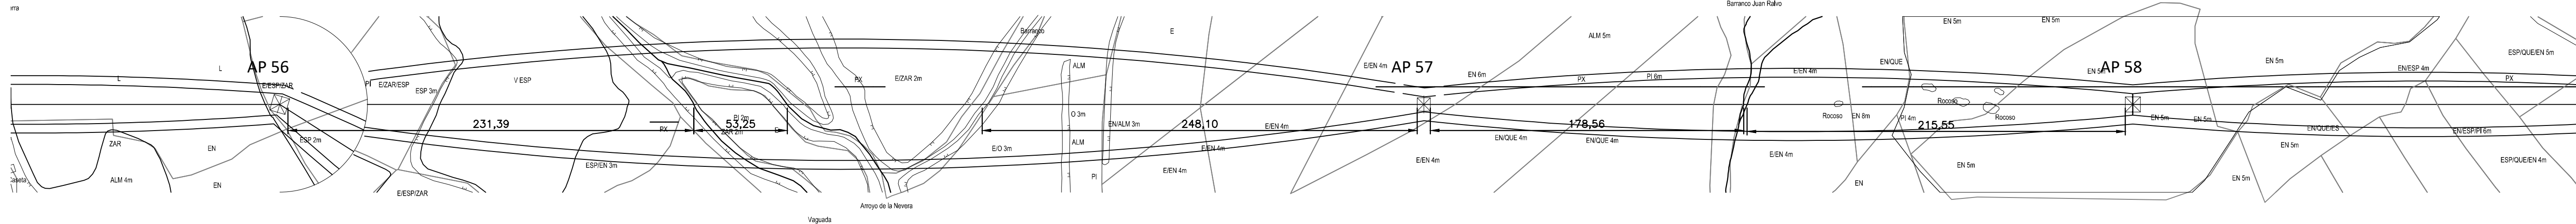 Barranco Juan Ralvo
EN 5m
EN 5m
Barranco
E
ALM 5m
ESP/QUE/EN 5m
L
L
AP 56
AP 57
AP 58
EN/QUE
EN 5m
EN 5m
EN/ESP 4m
E/ESP/ZAR
PI
E/ZAR/ESP
ESP 3m
V ESP
PX
E/ZAR 2m
ALM
E/EN 4m
EN 6m
PX
PI 6m
E/EN 4m
PX
Rocoso
Rocoso
Rocoso
231,39
53,25
248,10
178,56
215,55
PI 2m
ZAR 2m
E
PX
O 3m
EN/ALM 3m
E/EN 4m
EN 8m
PI 4m
EN 5m
EN 5m
EN/QUE/ES
EN/ESP/PI 6m
ZAR
EN
ESP 2m
ALM
E/O 3m
E/EN 4m
EN/QUE 4m
EN/QUE 4m
EN 5m
E/EN 4m
E/EN 4m
ESP/EN 3m
EN 5m
ESP/QUE/EN 4m
Caseta
ALM 4m
EN
E/ESP/ZAR
PI
E/EN 4m
EN
EN 5m
Arroyo de la Nevera
Vaguada